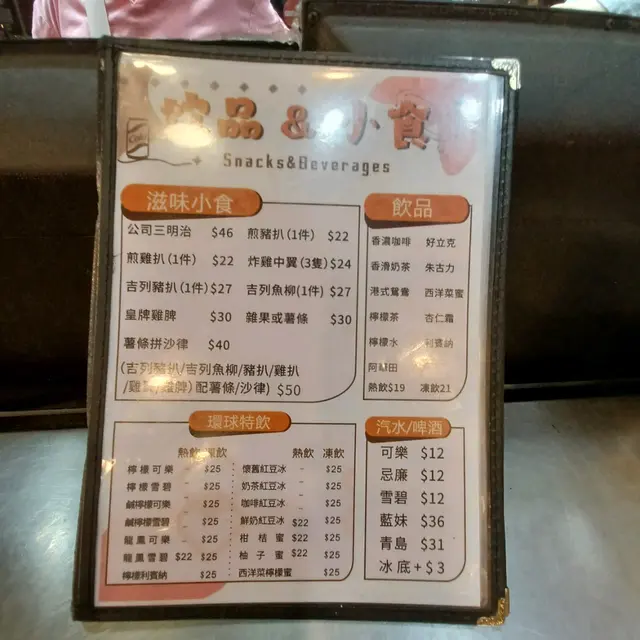 品 & 小食
Snacks&Beverages
滋味小食
公司三明治 $46 煎豬扒(1件) $22
煎雞扒(1件) $22 炸雞中翼(3隻) $24
吉列豬扒(1件) $27 吉列魚柳(1件) $27
皇牌雞脾 $30 雜果或薯條 $30
薯條拼沙律 $40
(吉列豬扒/吉列魚柳/豬扒/雞扒
配薯條/沙律) $50
飲品
香濃咖啡 好立克
香滑奶茶 朱古力
港式鴛鴦 西洋菜蜜
檸檬茶 杏仁霜
檸檬水 利賓納
阿華田
熱飲$19 凍飲21
環球特飲
熱飲 凍飲 熱飲 凍飲
檸檬可樂 - $25 懷舊紅豆冰 - $25
檸檬雪碧 - $25 奶茶紅豆冰 - $25
鹹檸檬可樂 - $25 咖啡紅豆冰 - $25
鹹檸檬雪碧 - $25 鮮奶紅豆冰 $22 $25
龍鳳可樂 - $25 柑桔蜜 $22 $25
龍鳳雪碧 $22 $25 柚子蜜 $22 $25
檸檬利賓納 $25 西洋菜檸檬蜜 $25
汽水/啤酒
可樂 $12
忌廉 $12
雪碧 $12
藍妹 $36
青島 $31
冰底+$3